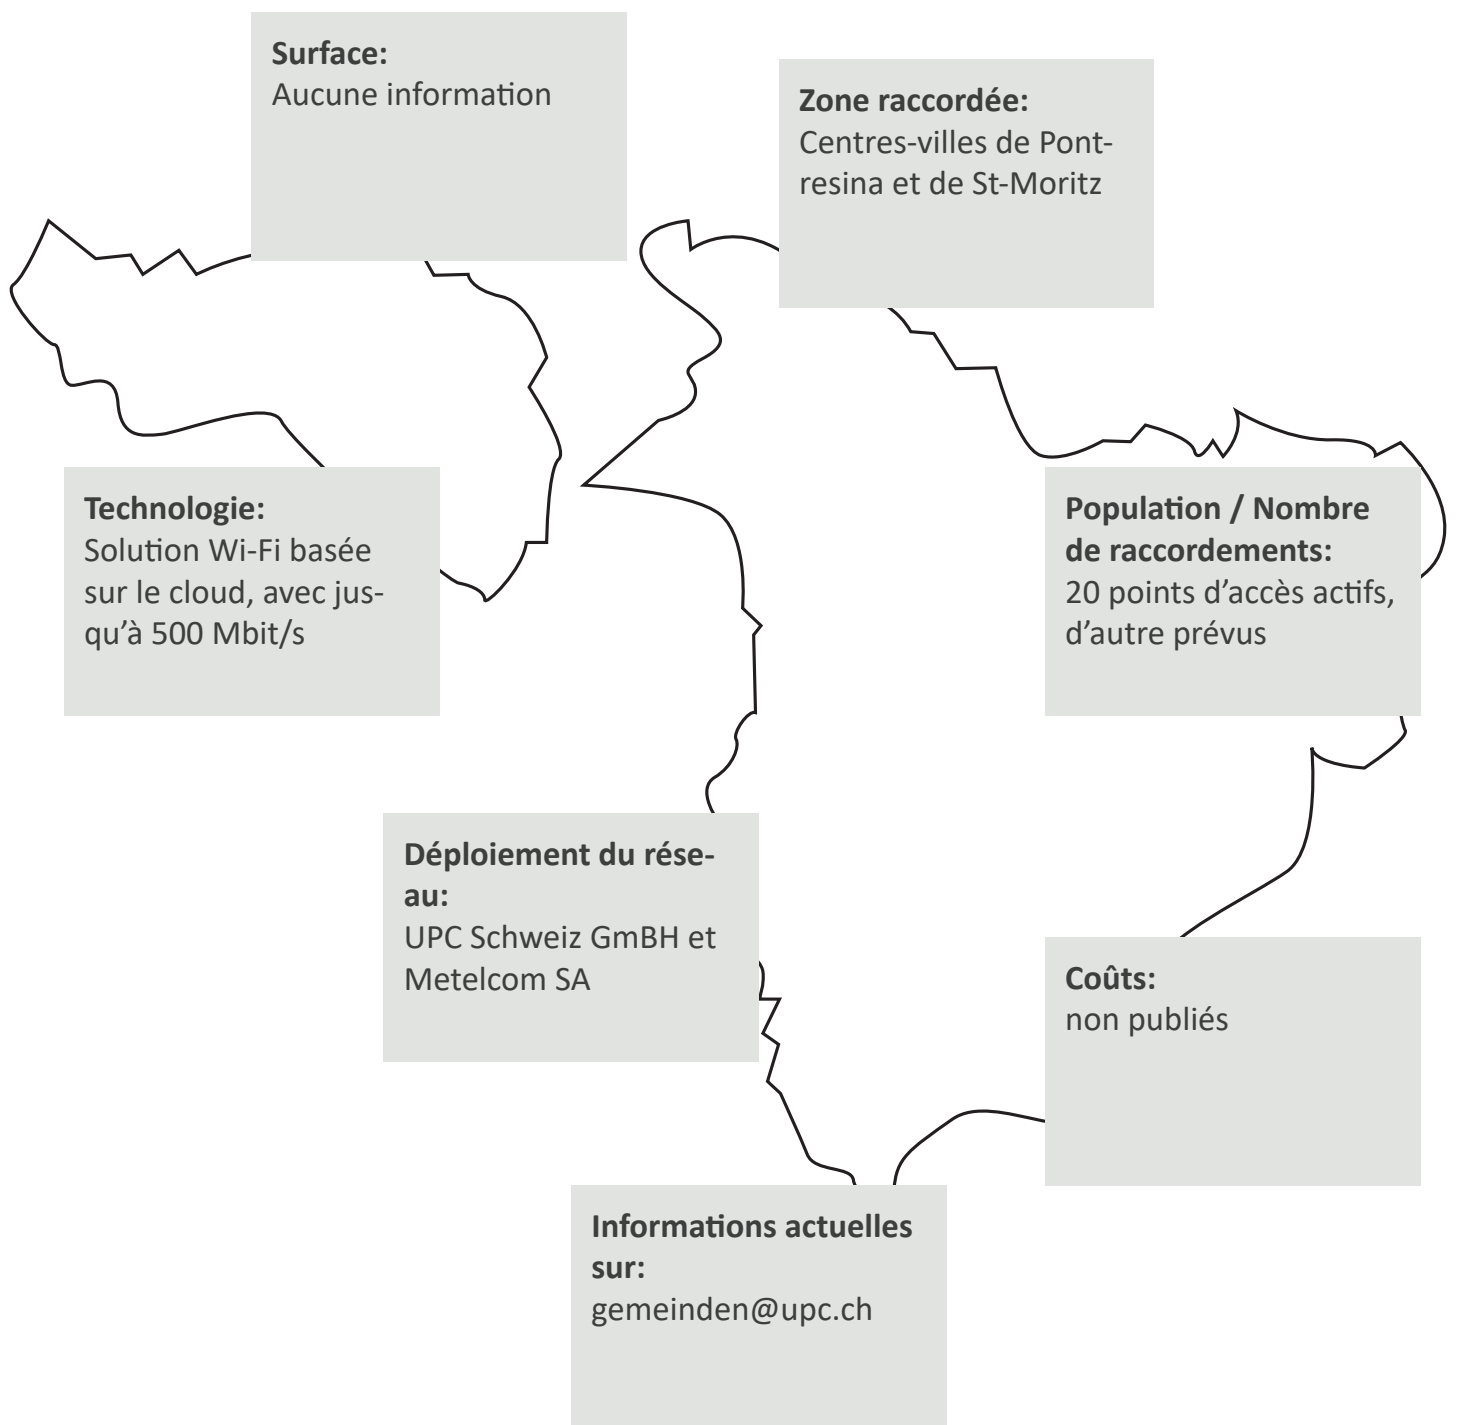 Surface:
Aucune information
Zone raccordée:
Centres-villes de Pont-
resina et de St-Moritz
Technologie:
Solution Wi-Fi basée
sur le cloud, avec jus-
qu’à 500 Mbit/s
Population / Nombre
de raccordements:
20 points d’accès actifs,
d’autre prévus
Déploiement du rése-
au:
UPC Schweiz GmBH et
Metelcom SA
Coûts:
non publiés
Informations actuelles
sur:
gemeinden@upc.ch